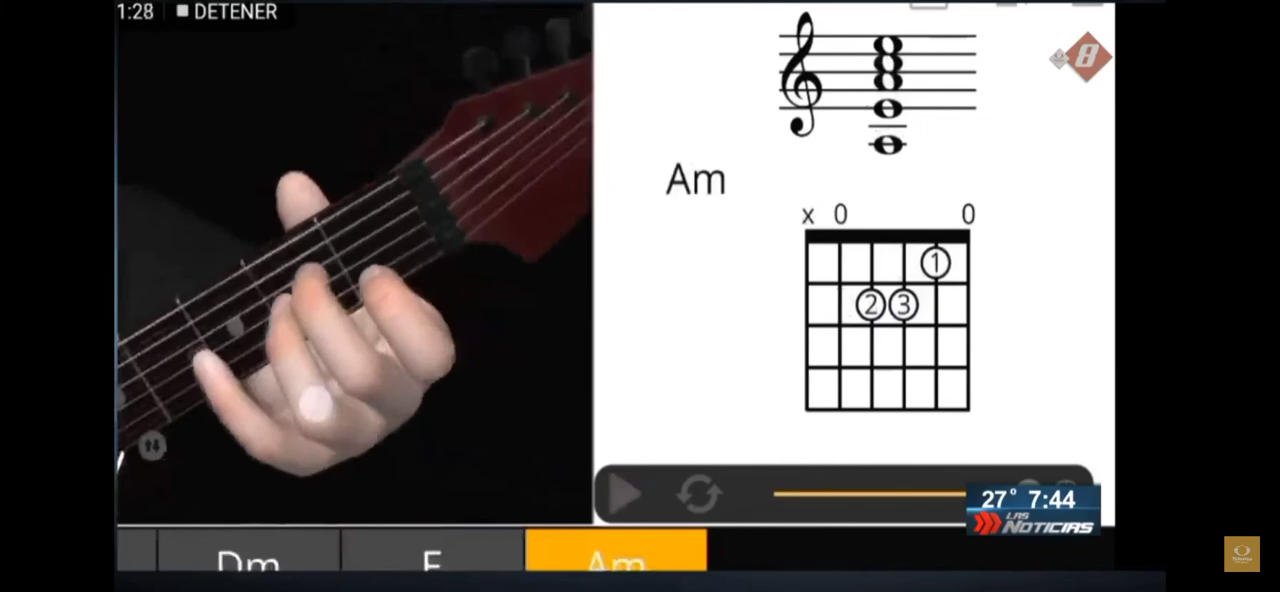 1:28 DETENER
8
Am
x 0 0
1
2 3
27° 7:44
LAS
NOTICIAS
Dm
Am